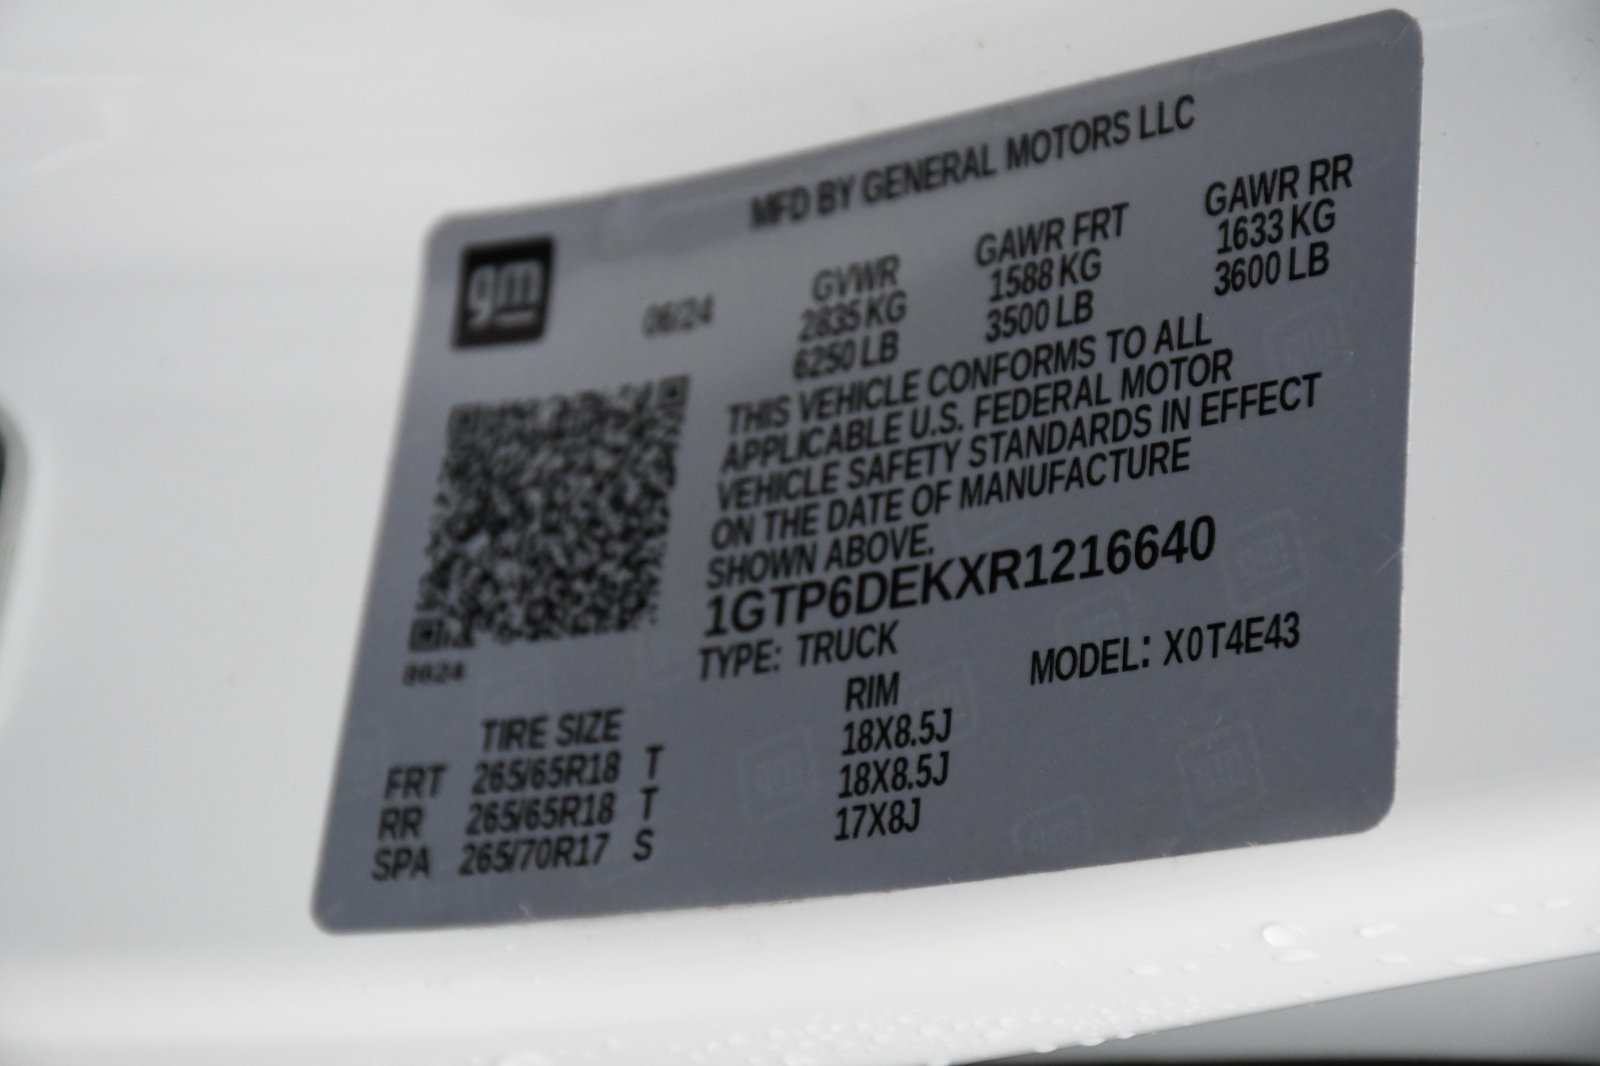 MFD BY GENERAL MOTORS LLC
gm
06/24
GVWR GAWR FRT GAWR RR
2835 KG 1588 KG 1633 KG
6250 LB 3500 LB 3600 LB
THIS VEHICLE CONFORMS TO ALL
APPLICABLE U.S. FEDERAL MOTOR
VEHICLE SAFETY STANDARDS IN EFFECT
ON THE DATE OF MANUFACTURE
SHOWN ABOVE.
1GTP6DEKXR1216640
TYPE: TRUCK MODEL: X0T4E43
TIRE SIZE RIM
FRT 265/65R18 T 18X8.5J
RR 265/65R18 T 18X8.5J
SPA 265/70R17 S 17X8J